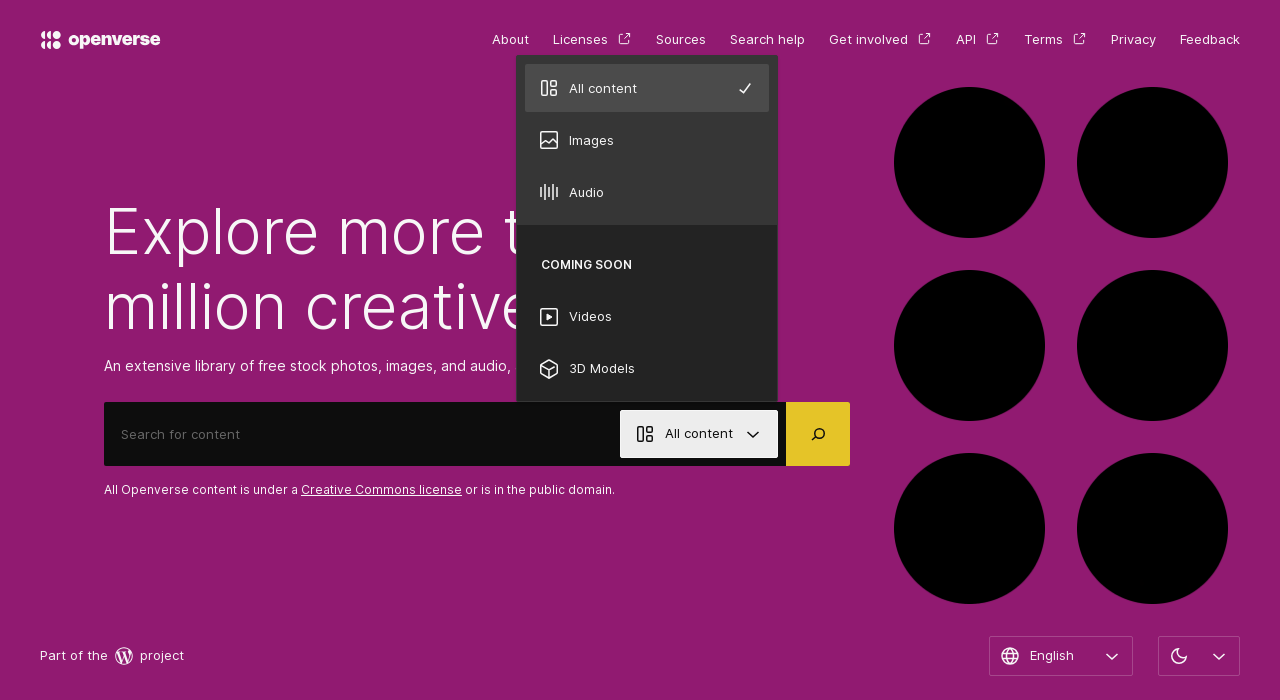 openverse
About
Licenses
Sources
Search help
Get involved
API
Terms
Privacy
Feedback
All content
Images
Audio
Explore more
million creative
COMING SOON
Videos
3D Models
An extensive library of free stock photos, images, and audio,
Search for content
All content
All Openverse content is under a Creative Commons license or is in the public domain.
Part of the
project
English